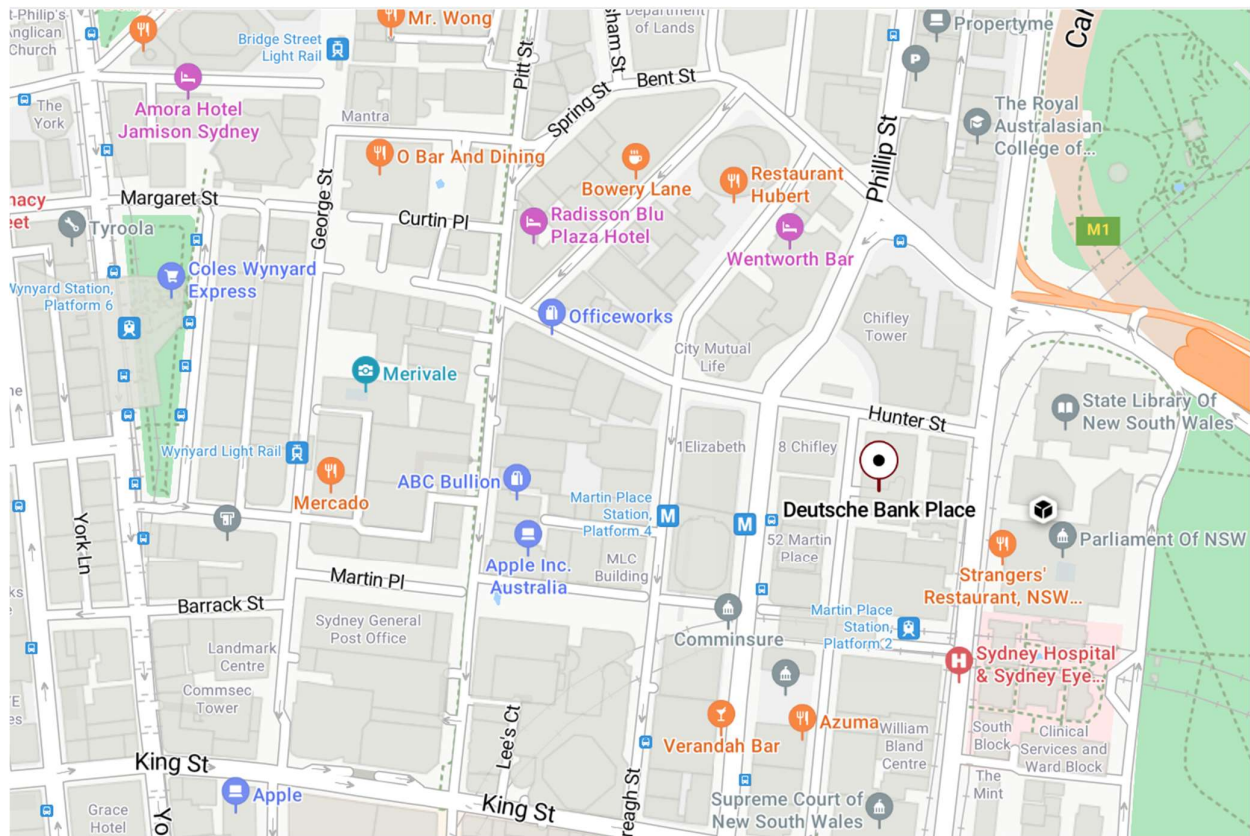 t-Philip's
Anglican
Church
Mr. Wong
Bridge Street
Light Rail
Department
of Lands
Propertyme
P
Pitt St
Bent St
Spring St
The
York
Amora Hotel
Jamison Sydney
Mantra
O Bar And Dining
Bowery Lane
Restaurant
Hubert
Phillip St
The Royal
Australasian
College of...
M1
Margaret St
George St
Curtin Pl
Radisson Blu
Plaza Hotel
Wentworth Bar
Tyroola
Coles Wynyard
Express
Wynyard Station,
Platform 6
Officeworks
Chifley
Tower
City Mutual
Life
Merivale
Hunter St
State Library Of
New South Wales
Wynyard Light Rail
1Elizabeth
8 Chifley
Mercado
ABC Bullion
Martin Place
Station,
Platform 4
M
M
Deutsche Bank Place
York Ln
Apple Inc.
Australia
MLC
Building
52 Martin
Place
Parliament Of NSW
Strangers'
Restaurant, NSW...
Martin Pl
Barrack St
Sydney General
Post Office
Comminsure
Martin Place
Station,
Platform 2
H
Sydney Hospital
& Sydney Eye...
Landmark
Centre
Commsec
Tower
Lee's Ct
Verandah Bar
Azuma
William
Bland
Centre
South
Block
Clinical
Services and
Ward Block
King St
Apple
King St
reagh St
The
Mint
Grace
Hotel
Yo
Supreme Court of
New South Wales